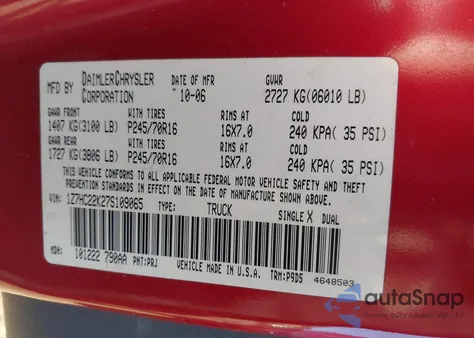 MFD BY DAIMLERCHRYSLER CORPORATION DATE OF MFR 10-06 GVWR 2727 KG(06010 LB)
GAWR FRONT WITH TIRES RIMS AT COLD
1407 KG(3100 LB) P245/70R16 16X7.0 240 KPA( 35 PSI)
GAWR REAR WITH TIRES RIMS AT COLD
1727 KG(3806 LB) P245/70R16 16X7.0 240 KPA( 35 PSI)
THIS VEHICLE CONFORMS TO ALL APPLICABLE FEDERAL MOTOR VEHICLE SAFETY AND THEFT
PREVENTION STANDARDS IN EFFECT ON THE DATE OF MANUFACTURE SHOWN ABOVE.
VIN: 1Z7HC22K27S109065 TYPE: TRUCK SINGLE X DUAL
MDH: 101222 790AA PNT:PRJ VEHICLE MADE IN U.S.A. TRM:P9D5 4648503
autoSnap